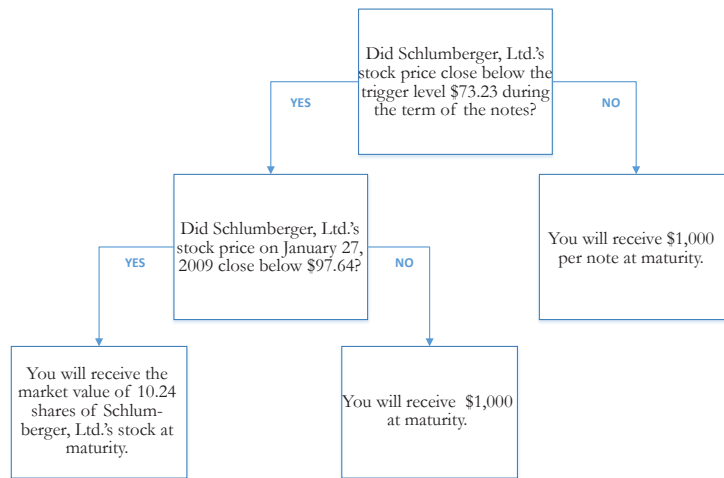 Did Schlumberger, Ltd.'s
stock price close below the
trigger level $73.23 during
the term of the notes?
YES
NO
Did Schlumberger, Ltd.'s
stock price on January 27,
2009 close below $97.64?
You will receive $1,000
per note at maturity.
YES
NO
You will receive the
market value of 10.24
shares of Schlum-
berger, Ltd.'s stock at
maturity.
You will receive $1,000
at maturity.